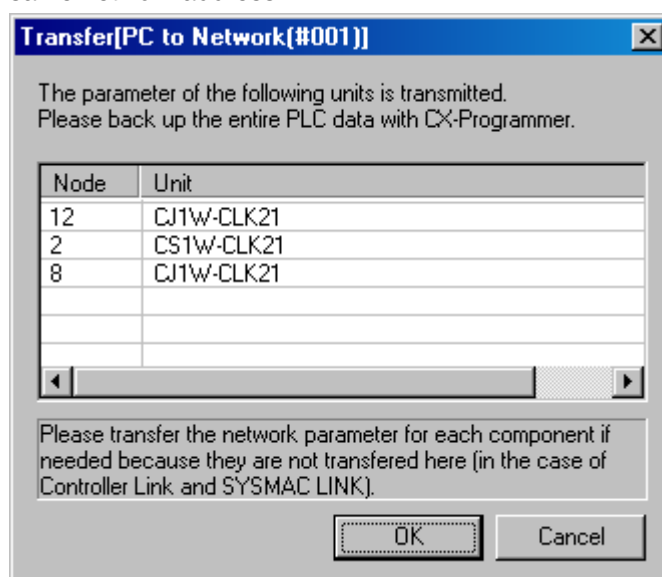 Transfer[PC to Network(#001)]
The parameter of the following units is transmitted.
Please back up the entire PLC data with CX-Programmer.
Node Unit
12 CJ1W-CLK21
2 CS1W-CLK21
8 CJ1W-CLK21
Please transfer the network parameter for each component if
needed because they are not transfered here (in the case of
Controller Link and SYSMAC LINK).
OK Cancel